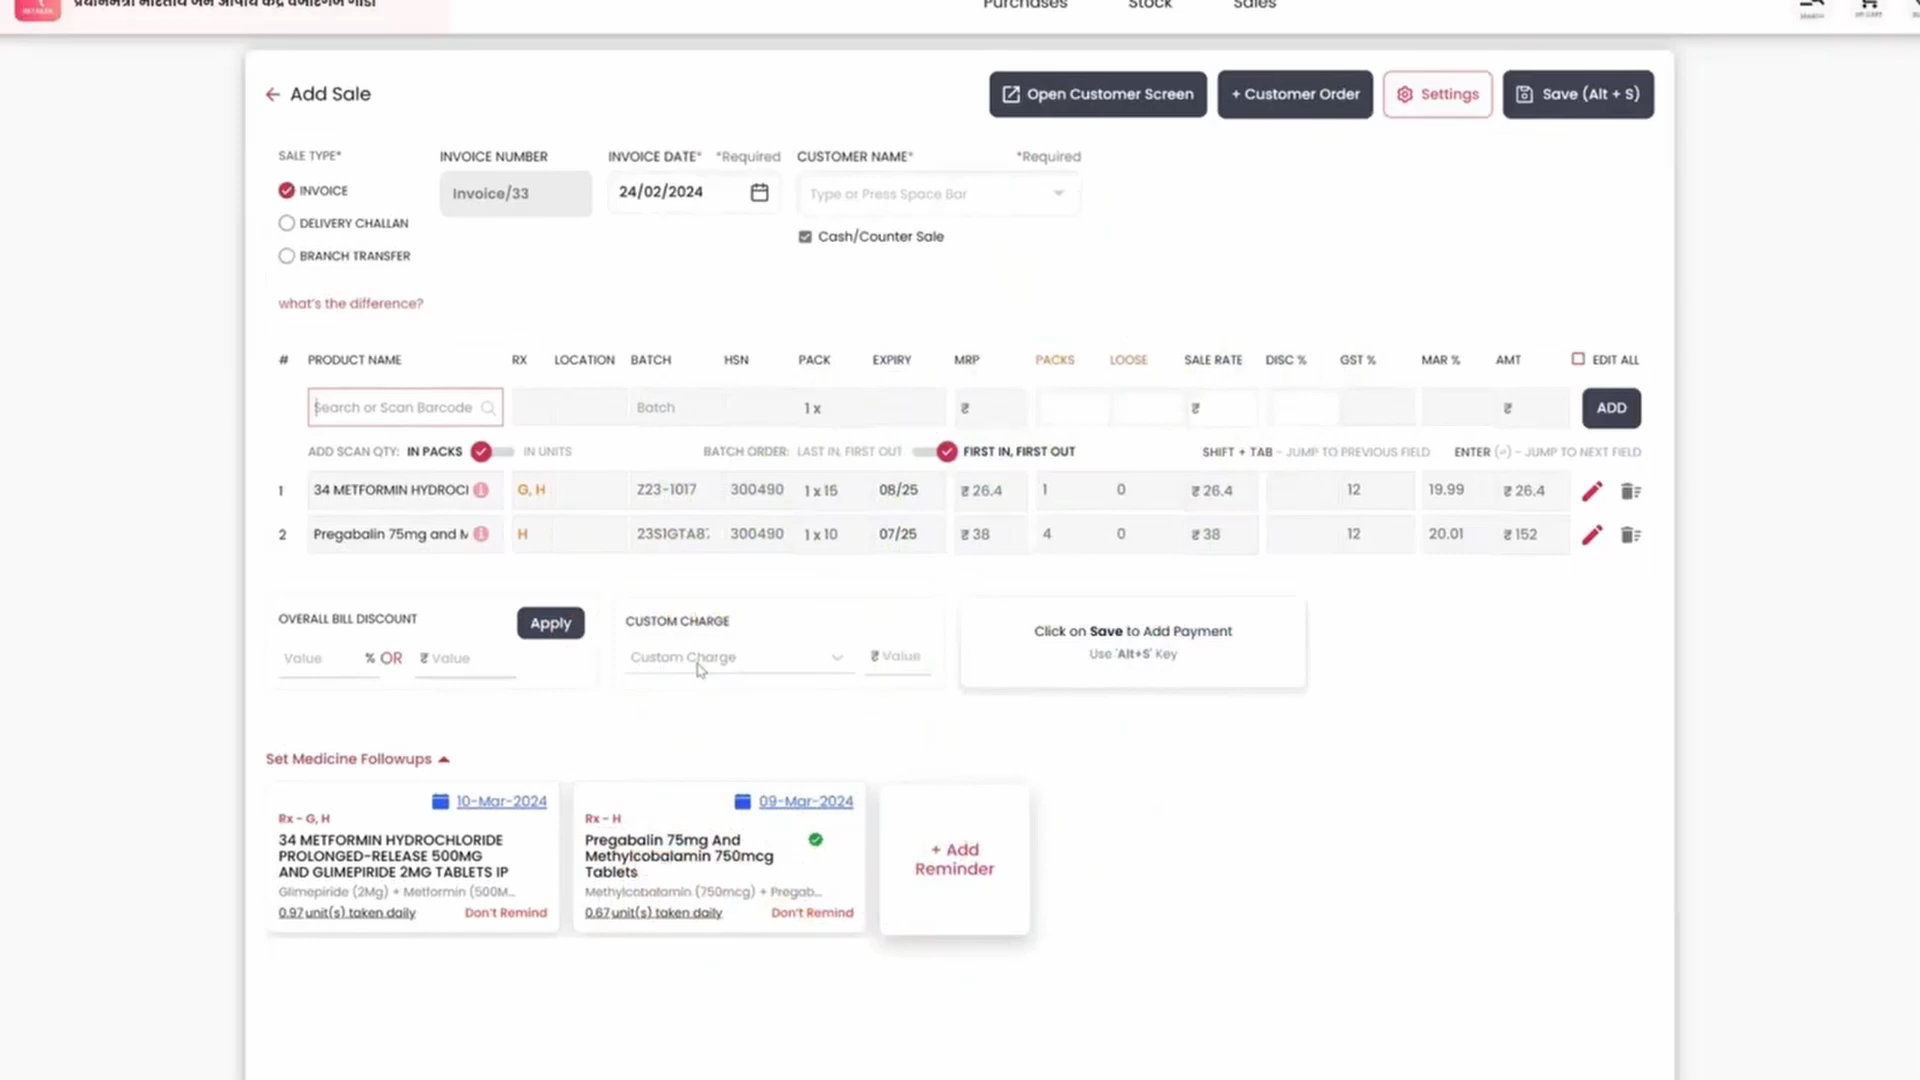 प्रधानमंत्री भारतीय जन औषधि केंद्र वजीरगंज गोंडा
Purchases Stock Sales
Add Sale
Open Customer Screen
+ Customer Order
Settings
Save (Alt + S)
SALE TYPE*
INVOICE NUMBER
INVOICE DATE* *Required
CUSTOMER NAME* *Required
INVOICE
Invoice/33
24/02/2024
Type or Press Space Bar
DELIVERY CHALLAN
Cash/Counter Sale
BRANCH TRANSFER
what's the difference?
# PRODUCT NAME RX LOCATION BATCH HSN PACK EXPIRY MRP PACKS LOOSE SALE RATE DISC % GST % MAR % AMT EDIT ALL
Search or Scan Barcode Batch 1 x ₹ ₹ ₹ ADD
ADD SCAN QTY: IN PACKS IN UNITS BATCH ORDER: LAST IN, FIRST OUT FIRST IN, FIRST OUT SHIFT + TAB - JUMP TO PREVIOUS FIELD ENTER (⏎) - JUMP TO NEXT FIELD
1 34 METFORMIN HYDROCI G, H Z23-1017 300490 1 x 15 08/25 ₹ 26.4 1 0 ₹ 26.4 12 19.99 ₹ 26.4
2 Pregabalin 75mg and M H 23S1GTA8 300490 1 x 10 07/25 ₹ 38 4 0 ₹ 38 12 20.01 ₹ 152
OVERALL BILL DISCOUNT Apply
Value % OR ₹ Value
CUSTOM CHARGE
Custom Charge ₹ Value
Click on Save to Add Payment
Use 'Alt+S' Key
Set Medicine Followups
10-Mar-2024
Rx - G, H
34 METFORMIN HYDROCHLORIDE
PROLONGED-RELEASE 500MG
AND GLIMEPIRIDE 2MG TABLETS IP
Glimepiride (2Mg) + Metformin (500M...
0.97 unit(s) taken daily Don't Remind
09-Mar-2024
Rx - H
Pregabalin 75mg And
Methylcobalamin 750mcg
Tablets
Methylcobalamin (750mcg) + Pregab...
0.67 unit(s) taken daily Don't Remind
+ Add
Reminder